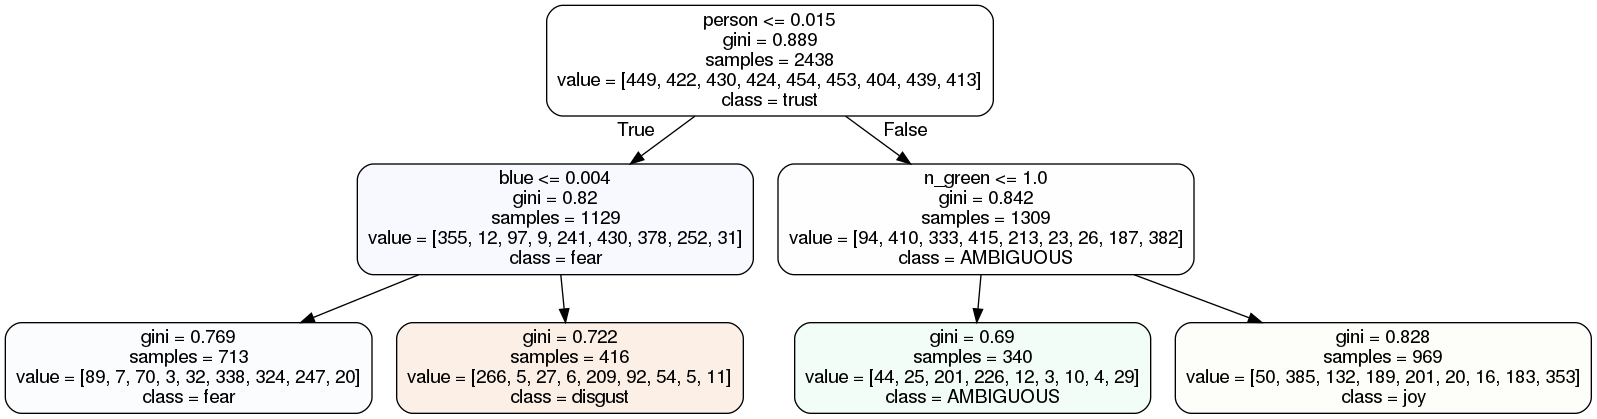 person <= 0.015
gini = 0.889
samples = 2438
value = [449, 422, 430, 424, 454, 453, 404, 439, 413]
class = trust
True
False
blue <= 0.004
gini = 0.82
samples = 1129
value = [355, 12, 97, 9, 241, 430, 378, 252, 31]
class = fear
n_green <= 1.0
gini = 0.842
samples = 1309
value = [94, 410, 333, 415, 213, 23, 26, 187, 382]
class = AMBIGUOUS
gini = 0.769
samples = 713
value = [89, 7, 70, 3, 32, 338, 324, 247, 20]
class = fear
gini = 0.722
samples = 416
value = [266, 5, 27, 6, 209, 92, 54, 5, 11]
class = disgust
gini = 0.69
samples = 340
value = [44, 25, 201, 226, 12, 3, 10, 4, 29]
class = AMBIGUOUS
gini = 0.828
samples = 969
value = [50, 385, 132, 189, 201, 20, 16, 183, 353]
class = joy